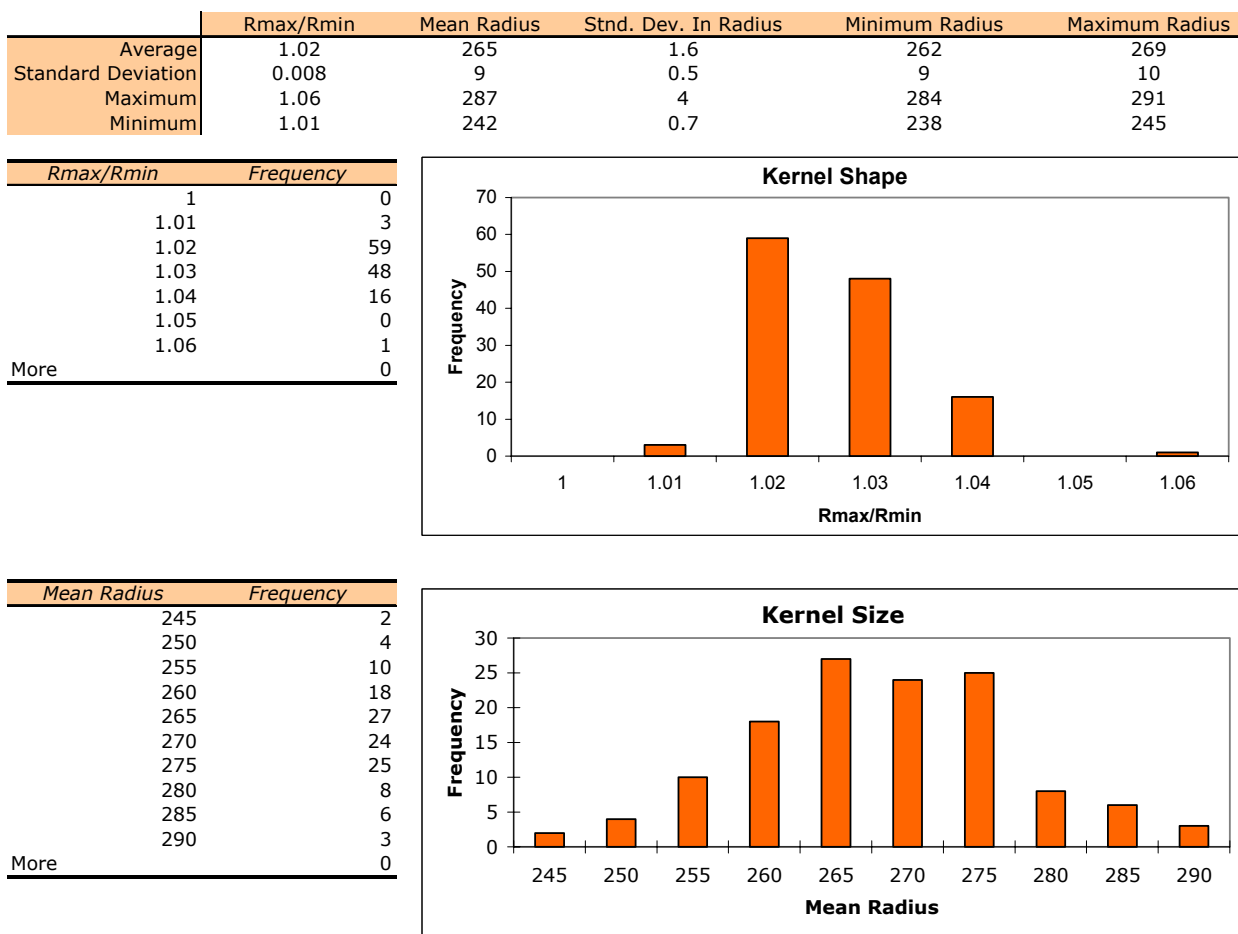 Rmax/Rmin Mean Radius Stnd. Dev. In Radius Minimum Radius Maximum Radius
Average 1.02 265 1.6 262 269
Standard Deviation 0.008 9 0.5 9 10
Maximum 1.06 287 4 284 291
Minimum 1.01 242 0.7 238 245
Rmax/Rmin Frequency
1 0
1.01 3
1.02 59
1.03 48
1.04 16
1.05 0
1.06 1
More 0
Kernel Shape
70
60
50
40
30
20
10
0
Frequency
1 1.01 1.02 1.03 1.04 1.05 1.06
Rmax/Rmin
Mean Radius Frequency
245 2
250 4
255 10
260 18
265 27
270 24
275 25
280 8
285 6
290 3
More 0
Kernel Size
30
25
20
15
10
5
0
Frequency
245 250 255 260 265 270 275 280 285 290
Mean Radius